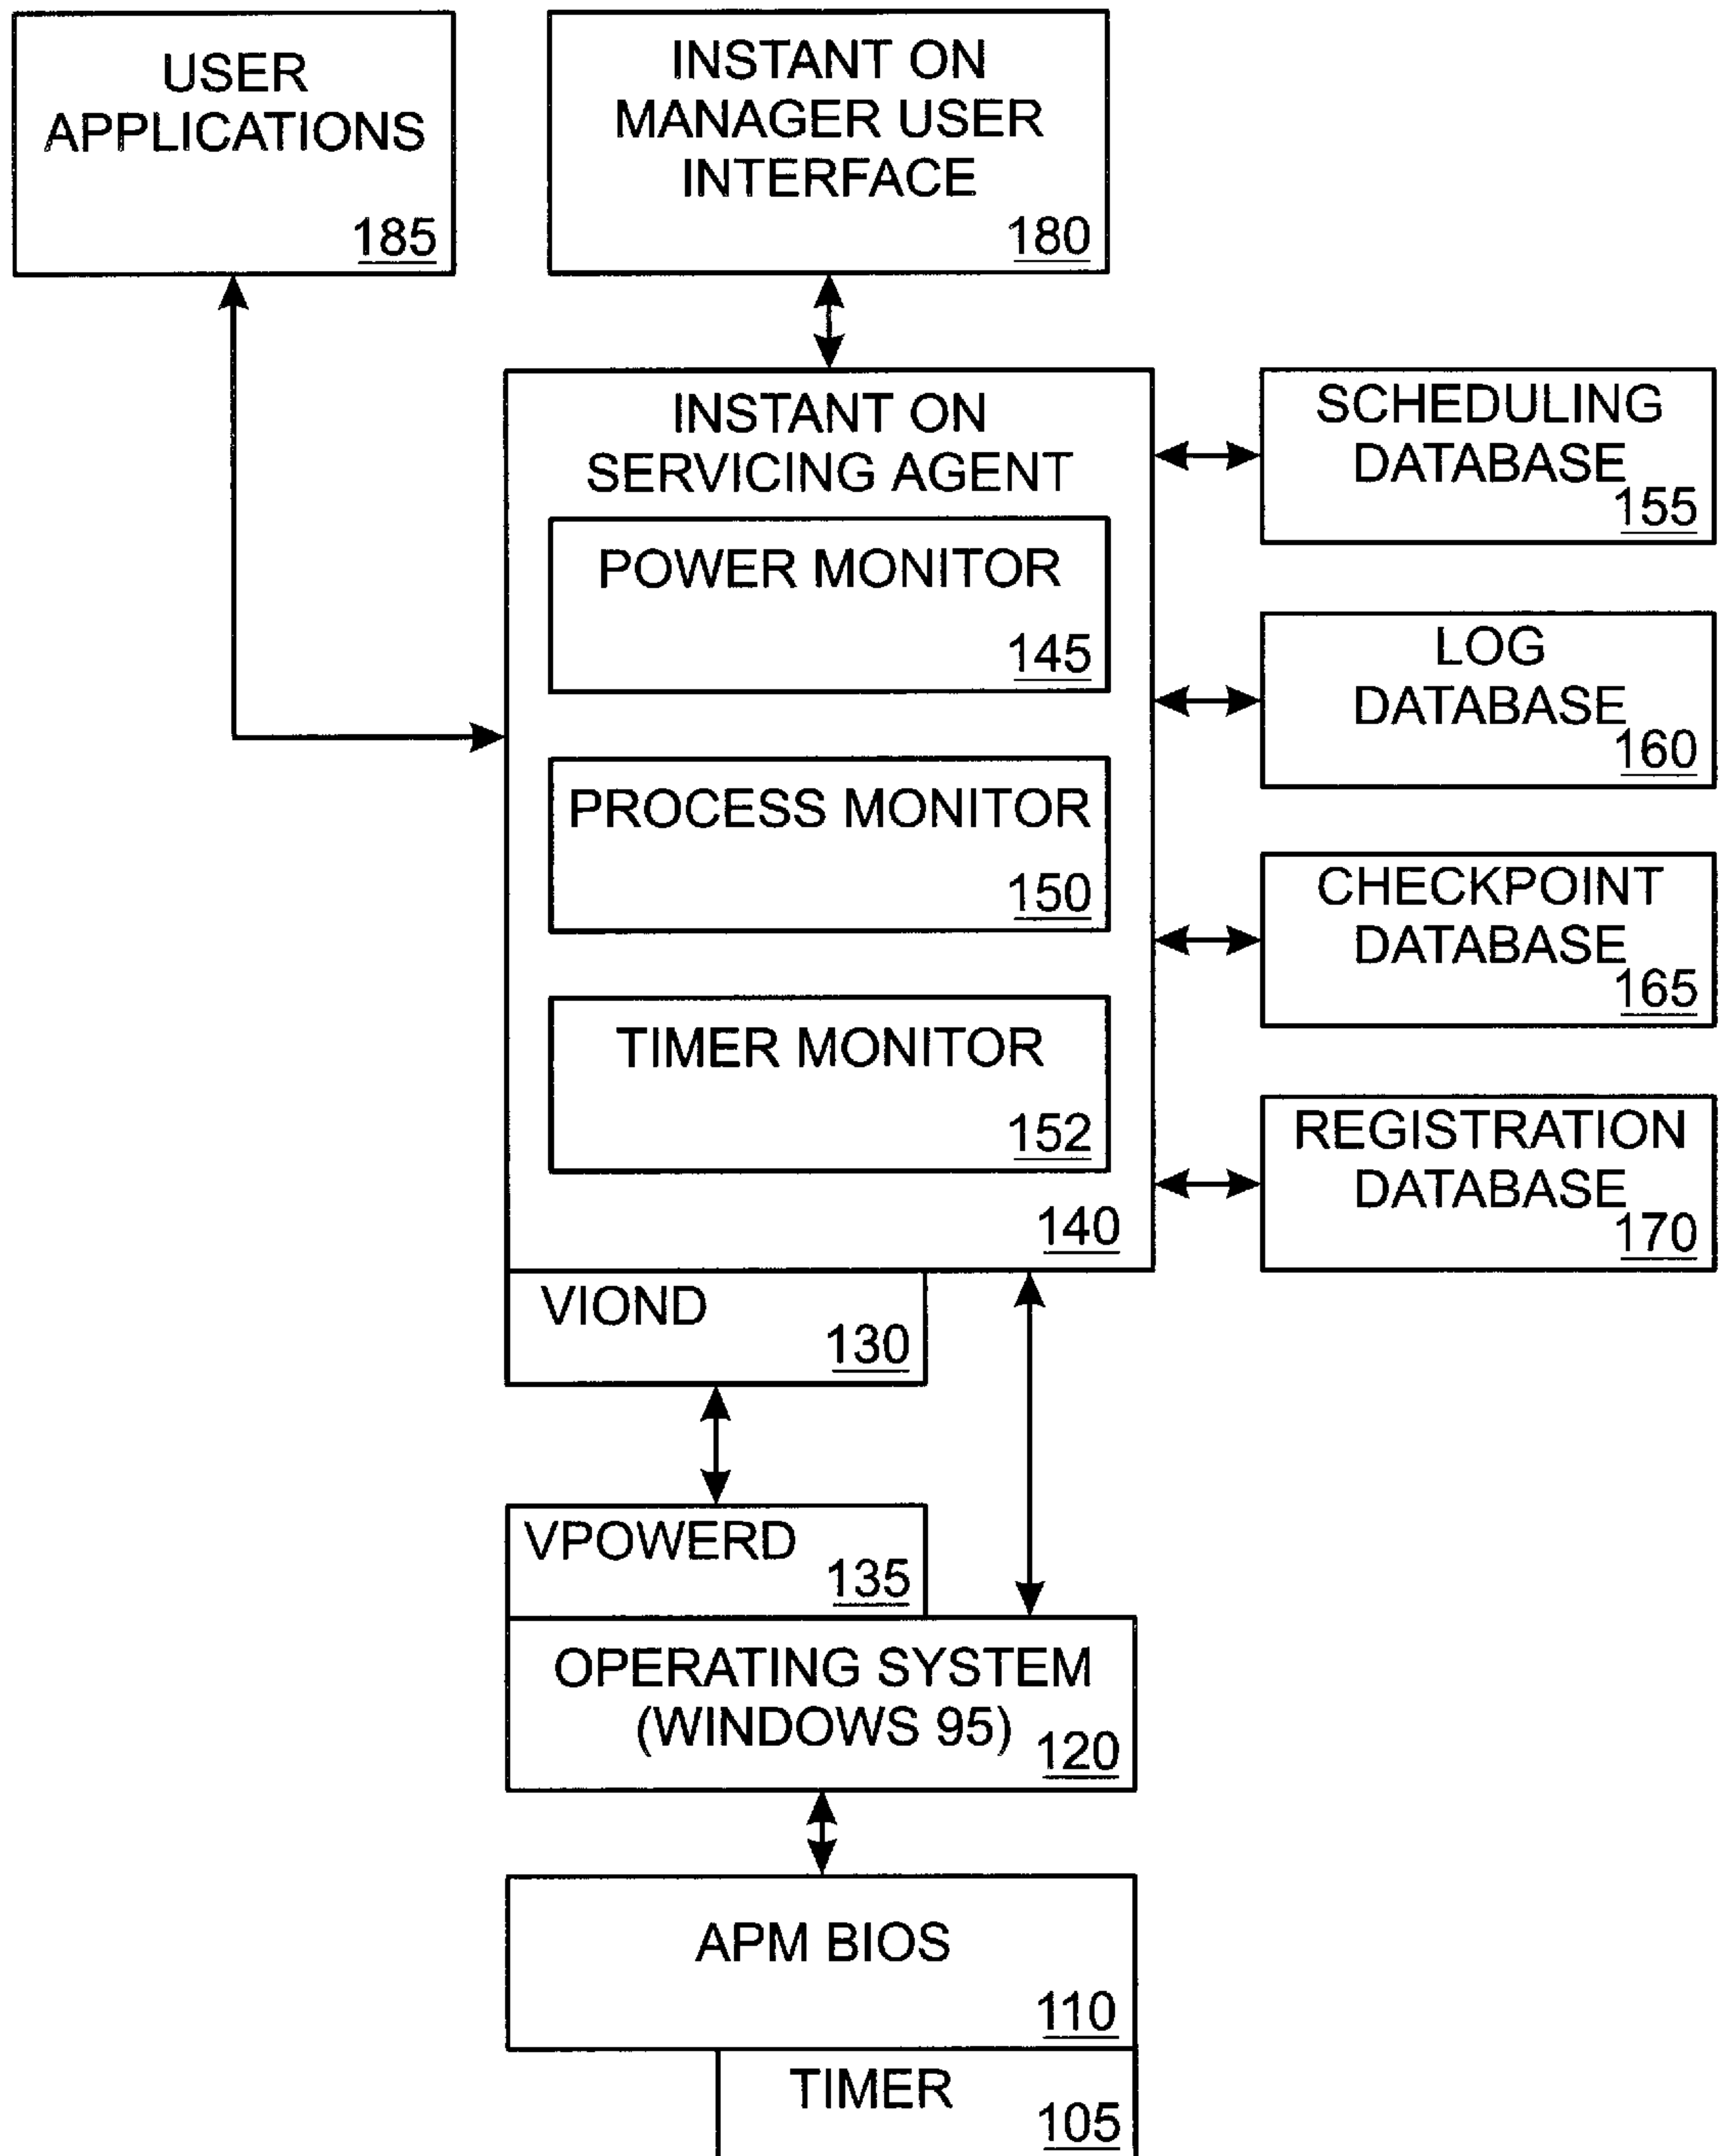 USER
APPLICATIONS
185
INSTANT ON
MANAGER USER
INTERFACE
180
INSTANT ON
SERVICING AGENT
POWER MONITOR
145
PROCESS MONITOR
150
TIMER MONITOR
152
140
SCHEDULING
DATABASE
155
LOG
DATABASE
160
CHECKPOINT
DATABASE
165
REGISTRATION
DATABASE
170
VIOND
130
VPOWERD
135
OPERATING SYSTEM
(WINDOWS 95)
120
APM BIOS
110
TIMER
105